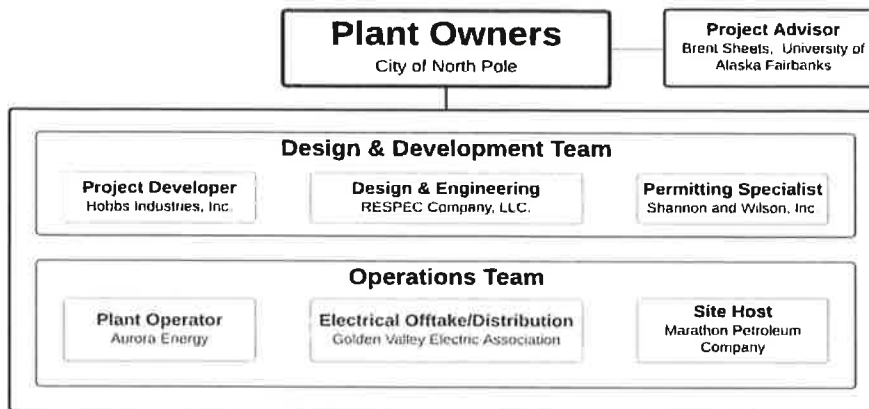 Plant Owners
City of North Pole
Project Advisor
Brent Sheets, University of
Alaska Fairbanks
Design & Development Team
Project Developer
Hobbs Industries, Inc.
Design & Engineering
RESPEC Company, LLC.
Permitting Specialist
Shannon and Wilson, Inc
Operations Team
Plant Operator
Aurora Energy
Electrical Offtake/Distribution
Golden Valley Electric Association
Site Host
Marathon Petroleum
Company